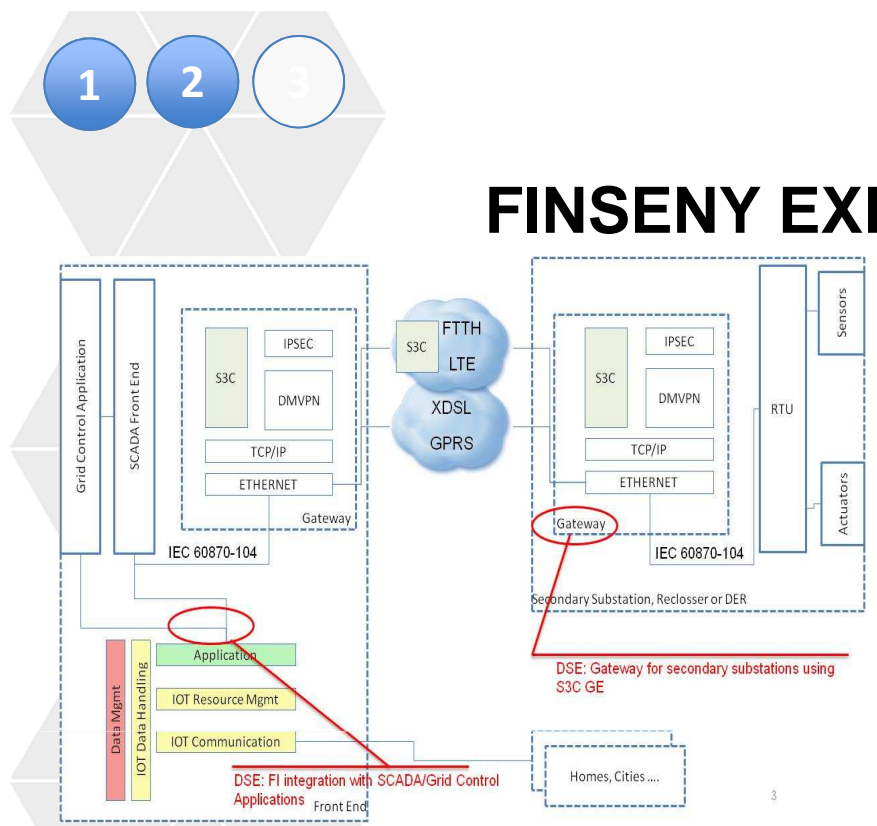 1
2
3
FINSENY EXI
Grid Control Application
SCADA Front End
S3C
IPSEC
DMVPN
TCP/IP
ETHERNET
Gateway
IEC 60870-104
S3C
FTTH
LTE
XDSL
GPRS
S3C
IPSEC
DMVPN
TCP/IP
ETHERNET
Gateway
IEC 60870-104
RTU
Sensors
Actuators
Secondary Substation, Reclosser or DER
DSE: Gateway for secondary substations using
S3C GE
Data Mgmt
IOT Data Handling
Application
IOT Resource Mgmt
IOT Communication
DSE: FI integration with SCADA/Grid Control
Applications
Front End
Homes, Cities ....
3